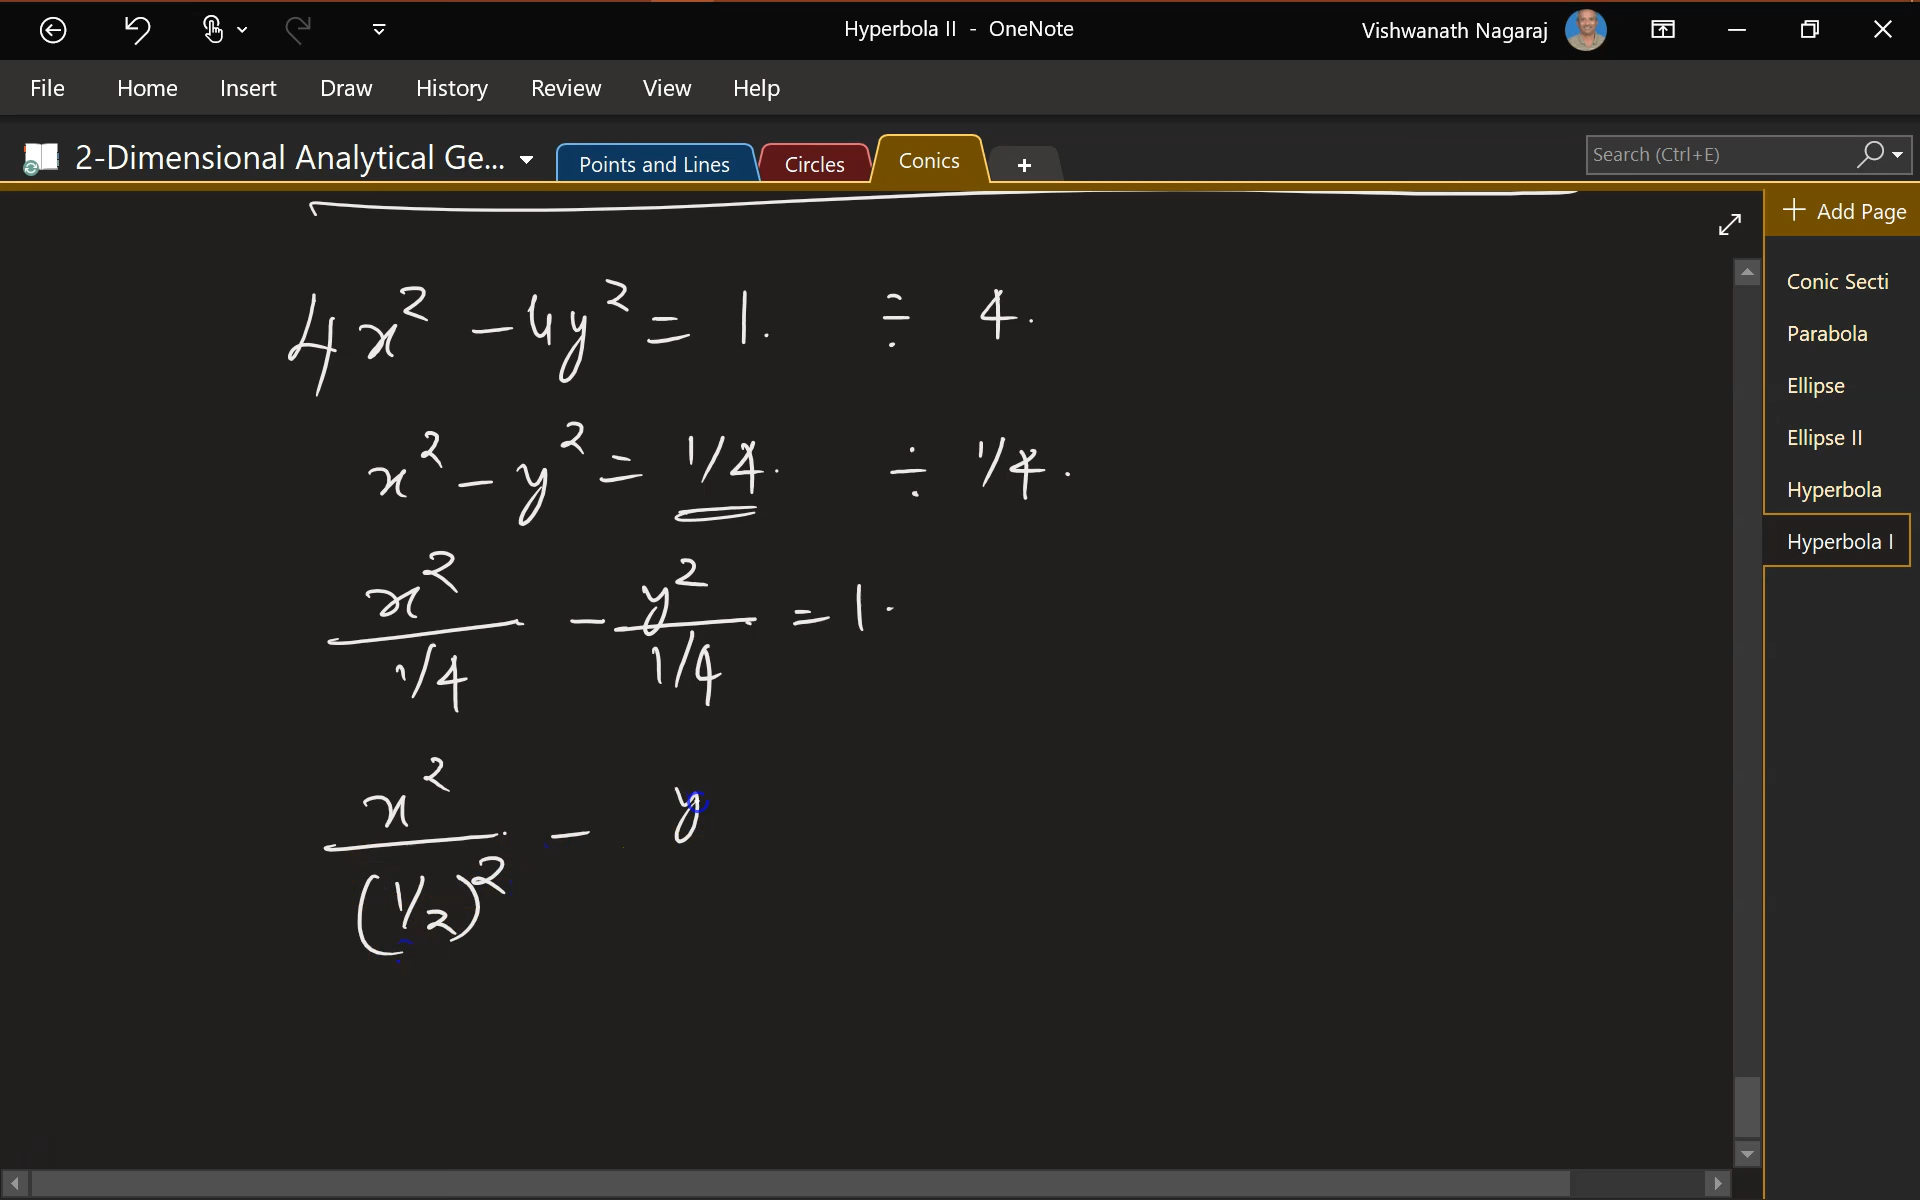 Hyperbola II - OneNote
Vishwanath Nagaraj
File Home Insert Draw History Review View Help
2-Dimensional Analytical Ge...
Points and Lines
Circles
Conics
+
Search (Ctrl+E)
+ Add Page
Conic Secti
Parabola
Ellipse
Ellipse II
Hyperbola
Hyperbola I
4x² - 4y² = 1. ÷ 4.
x² - y² = 1/4. ÷ 1/4.
x²/(1/4) - y²/(1/4) = 1.
x²/(1/2)² - y